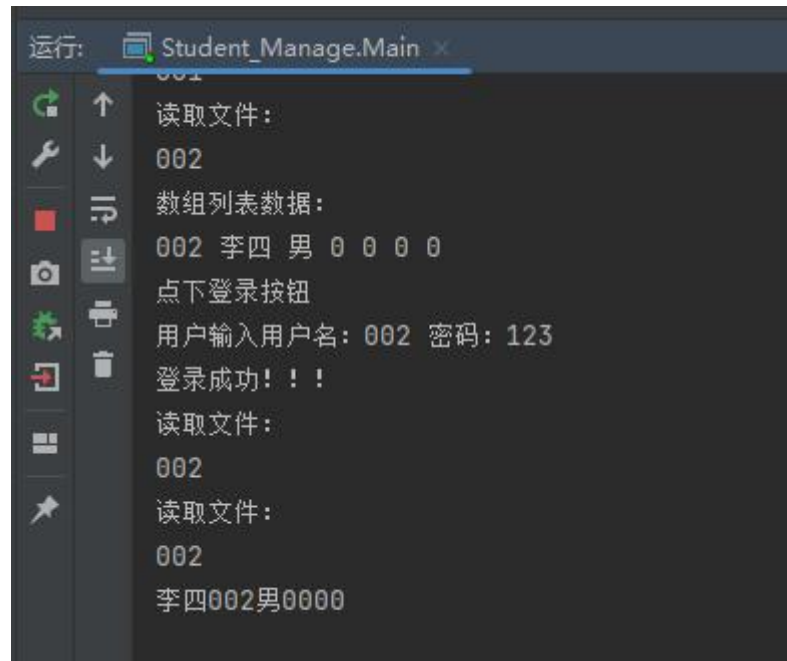 运行: Student_Manage.Main ×
001
读取文件:
002
数组列表数据:
002 李四 男 0 0 0 0
点下登录按钮
用户输入用户名: 002 密码: 123
登录成功!!!
读取文件:
002
读取文件:
002
李四002男0000